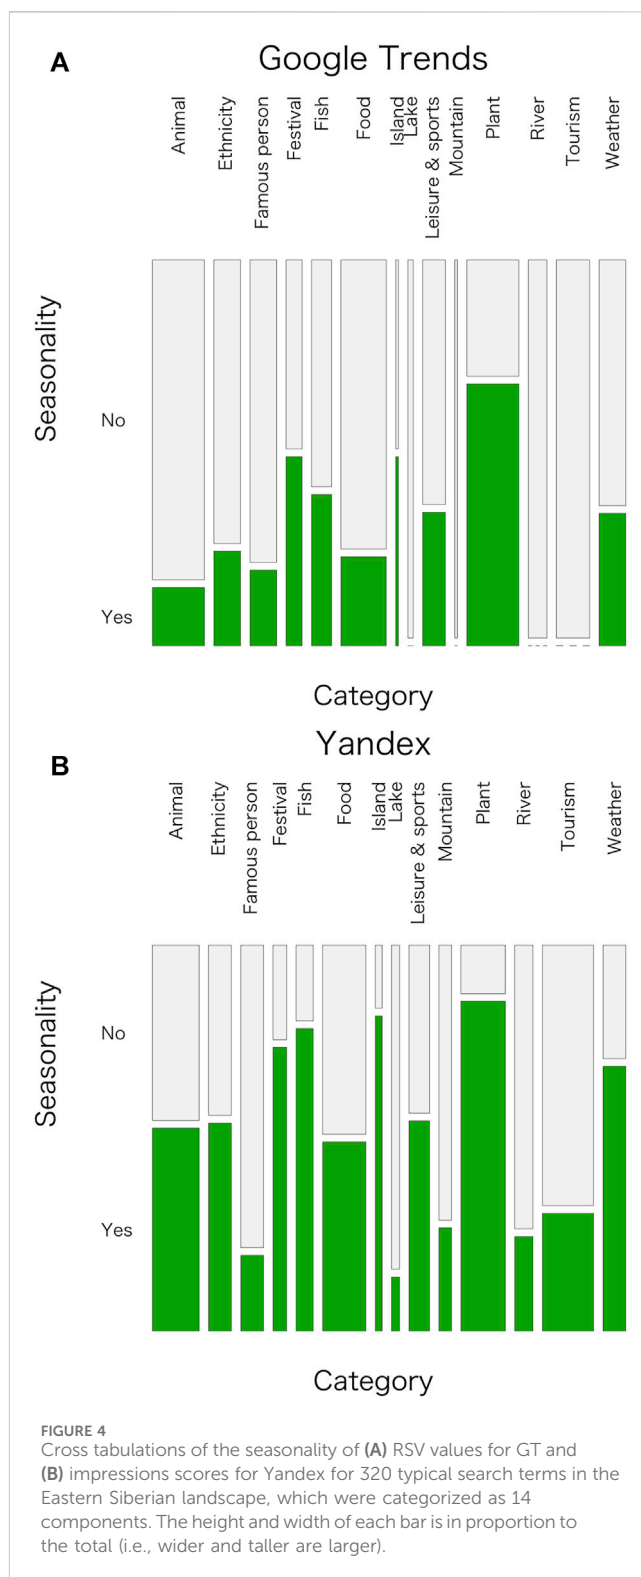 A
Google Trends
Animal
Ethnicity
Famous person
Festival
Fish
Food
Island
Lake
Leisure & sports
Mountain
Plant
River
Tourism
Weather
Seasonality
No
Yes
Category
B
Yandex
Animal
Ethnicity
Famous person
Festival
Fish
Food
Island
Lake
Leisure & sports
Mountain
Plant
River
Tourism
Weather
Seasonality
No
Yes
Category
FIGURE 4
Cross tabulations of the seasonality of (A) RSV values for GT and
(B) impressions scores for Yandex for 320 typical search terms in the
Eastern Siberian landscape, which were categorized as 14
components. The height and width of each bar is in proportion to
the total (i.e., wider and taller are larger).